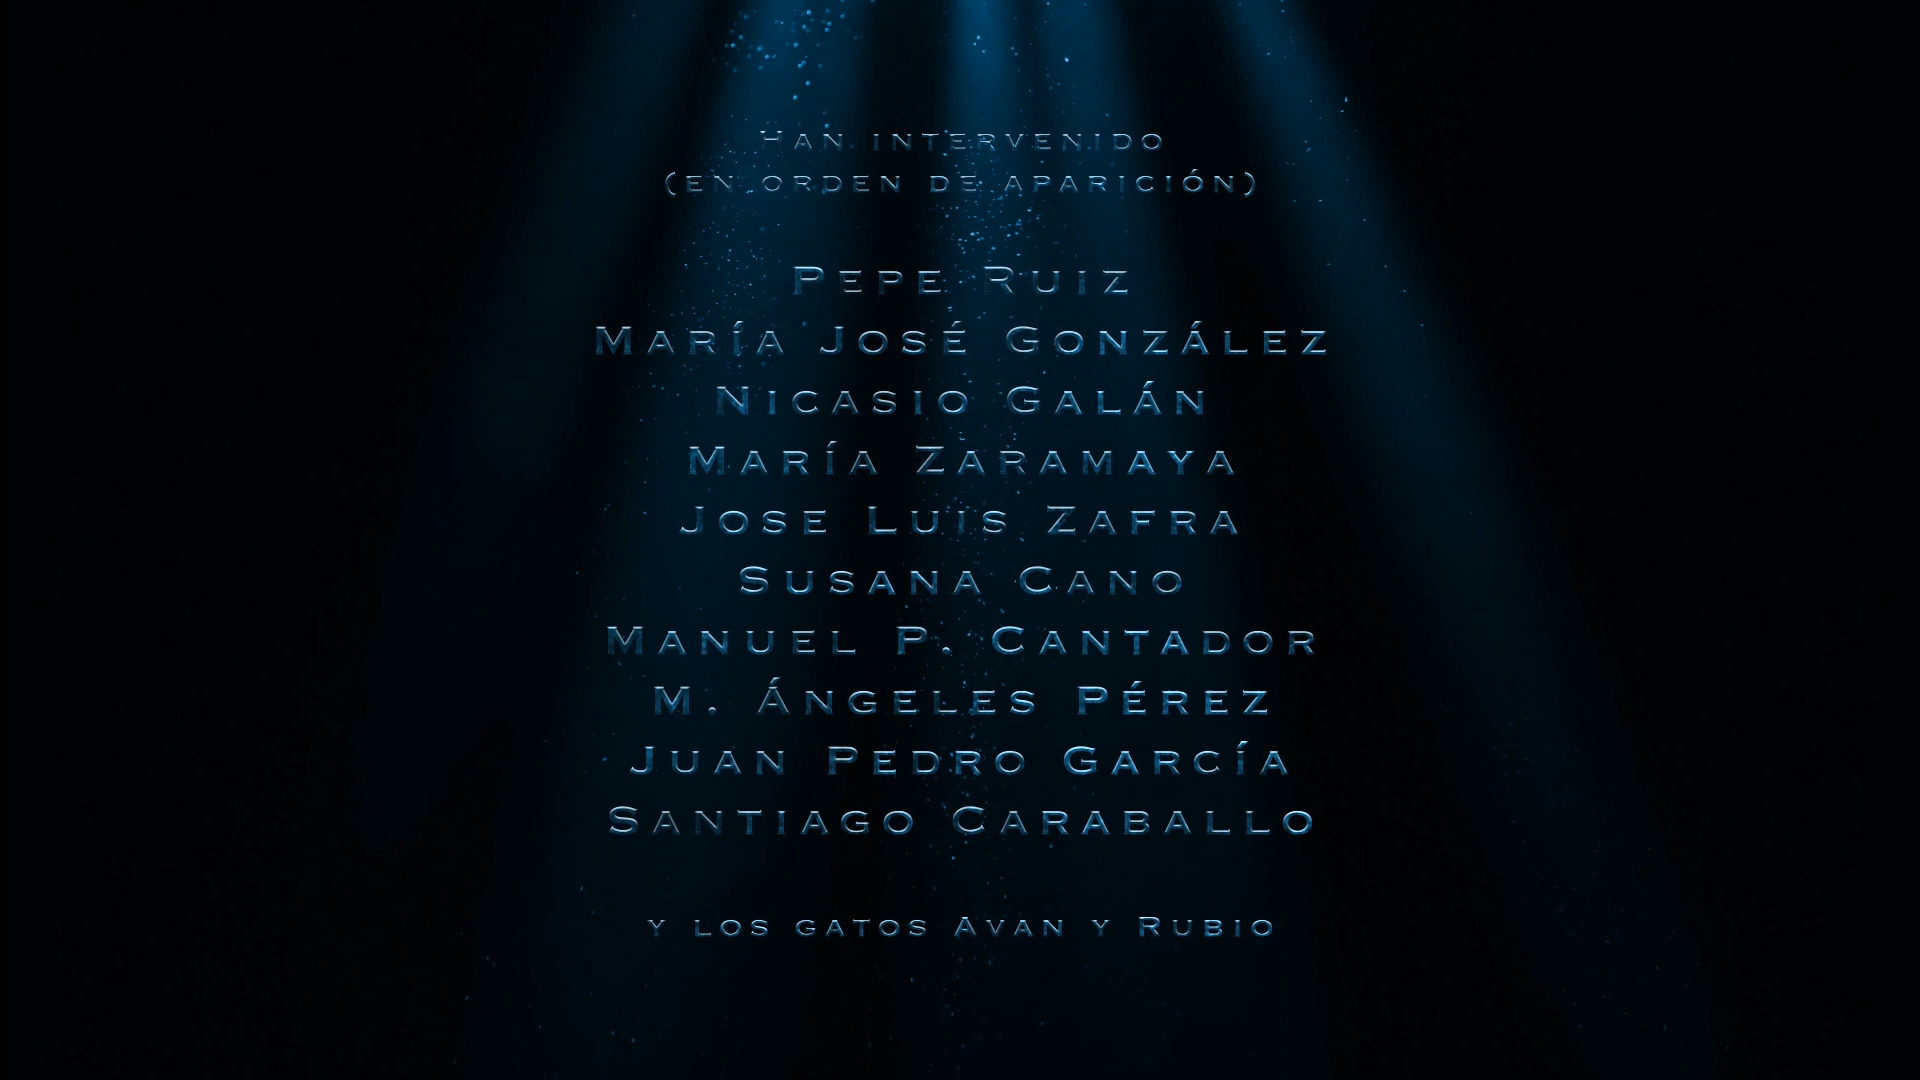 Han intervenido
(en orden de aparición)
Pepe Ruiz
María José González
Nicasio Galán
María Zaramaya
Jose Luis Zafra
Susana Cano
Manuel P. Cantador
M. Ángeles Pérez
Juan Pedro García
Santiago Caraballo
y los gatos Avan y Rubio